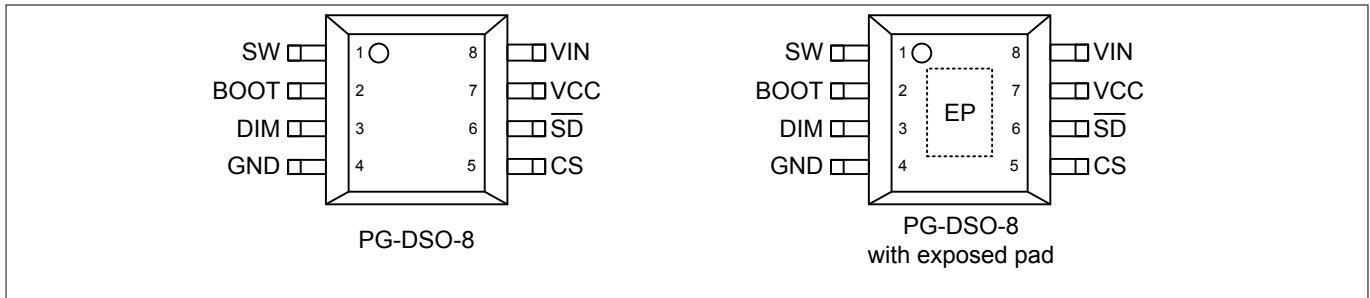 SW 1 8 VIN
BOOT 2 7 VCC
DIM 3 6 S̅D̅
GND 4 5 CS
PG-DSO-8
SW 1 8 VIN
BOOT 2 7 VCC
EP
DIM 3 6 S̅D̅
GND 4 5 CS
PG-DSO-8
with exposed pad